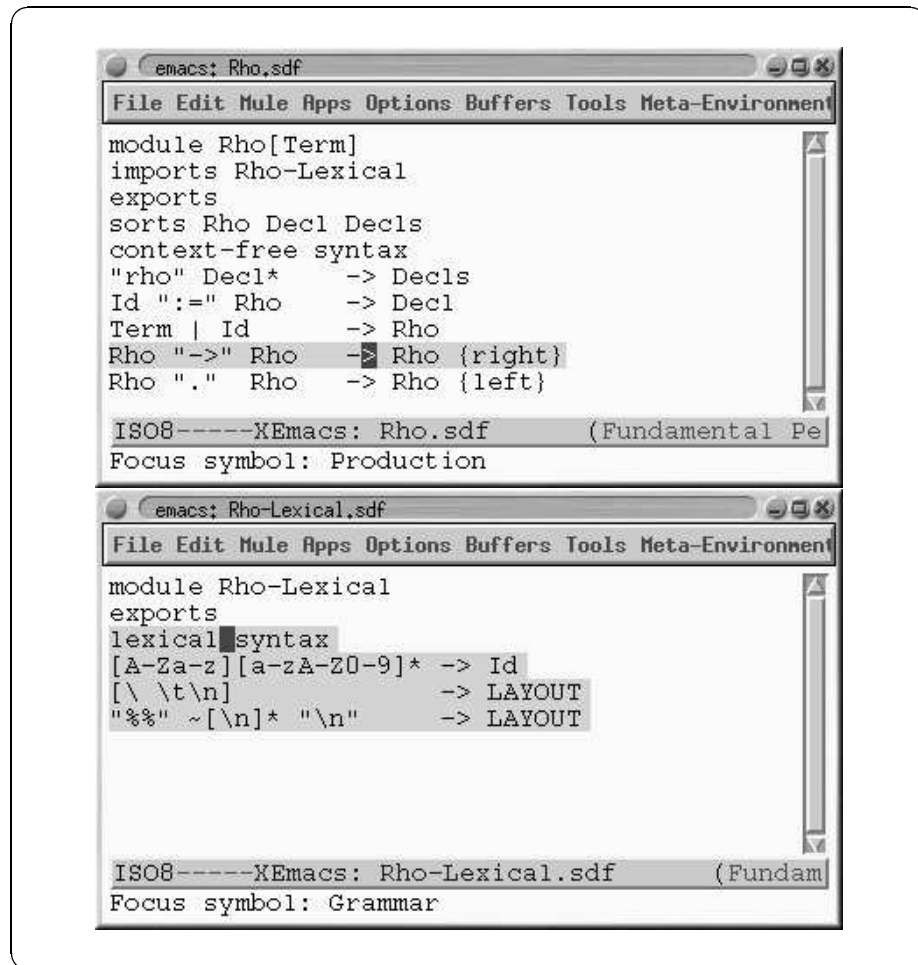 emacs: Rho.sdf
File Edit Mule Apps Options Buffers Tools Meta-Environment
module Rho[Term]
imports Rho-Lexical
exports
sorts Rho Decl Decls
context-free syntax
"rho" Decl* -> Decls
Id ":=" Rho -> Decl
Term | Id -> Rho
Rho "->" Rho -> Rho {right}
Rho "." Rho -> Rho {left}
ISO8-----XEmacs: Rho.sdf (Fundamental Pe
Focus symbol: Production
emacs: Rho-Lexical.sdf
File Edit Mule Apps Options Buffers Tools Meta-Environment
module Rho-Lexical
exports
lexical syntax
[A-Za-z][a-zA-Z0-9]* -> Id
[\ \t\n] -> LAYOUT
"%%" ~[\n]* "\n" -> LAYOUT
ISO8-----XEmacs: Rho-Lexical.sdf (Fundam
Focus symbol: Grammar